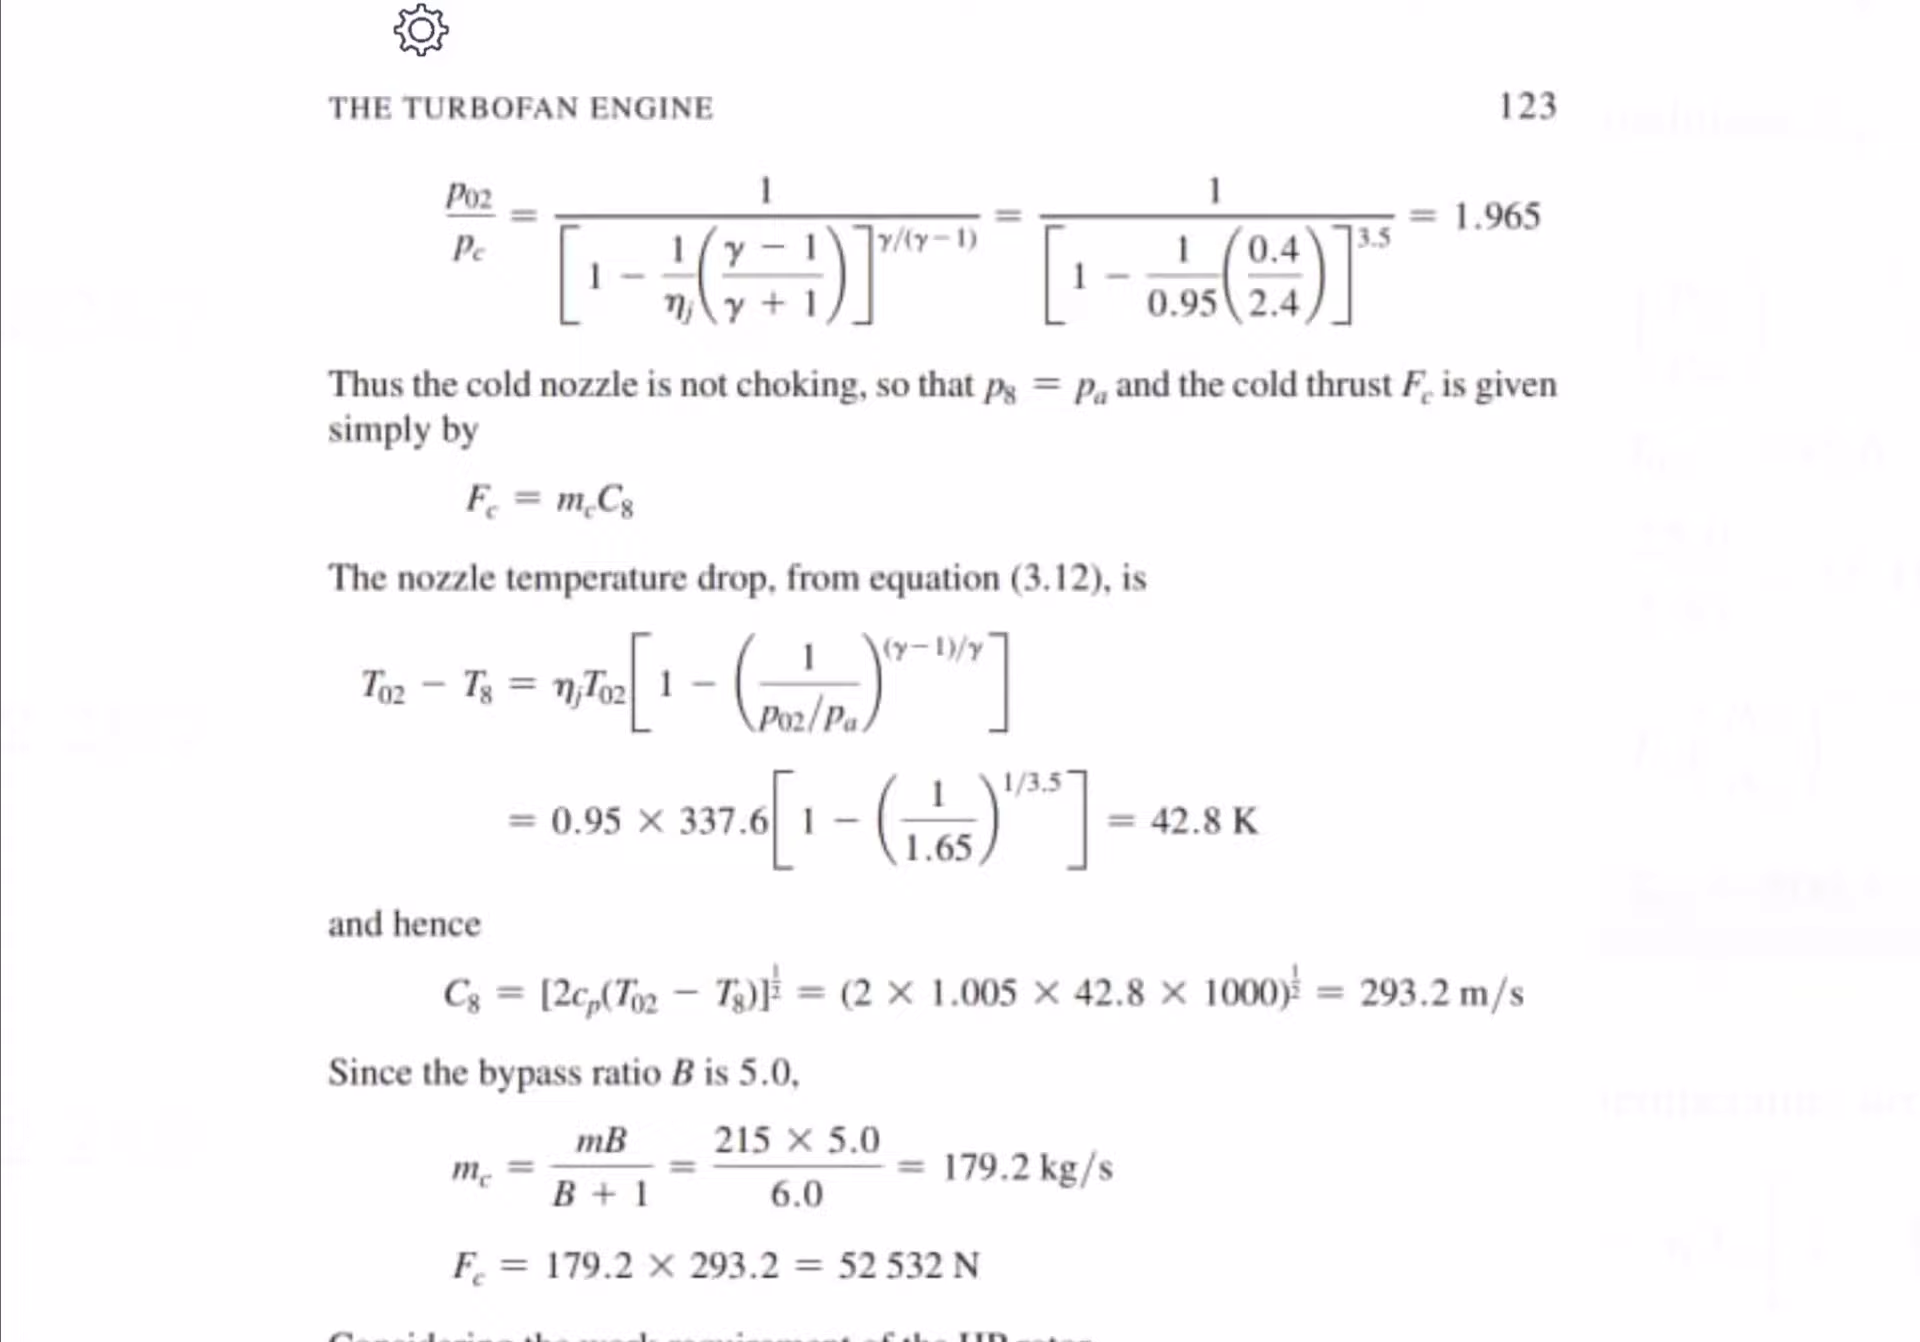 THE TURBOFAN ENGINE 123
p02/pc = 1/[1 − 1/ηj((γ − 1)/(γ + 1))]^γ/(γ−1) = 1/[1 − 1/0.95(0.4/2.4)]^3.5 = 1.965
Thus the cold nozzle is not choking, so that p8 = pa and the cold thrust Fc is given
simply by
Fc = mcC8
The nozzle temperature drop, from equation (3.12), is
T02 − T8 = ηjT02[1 − (1/(p02/pa))^(γ−1)/γ]
= 0.95 × 337.6[1 − (1/1.65)^1/3.5] = 42.8 K
and hence
C8 = [2cp(T02 − T8)]^½ = (2 × 1.005 × 42.8 × 1000)^½ = 293.2 m/s
Since the bypass ratio B is 5.0,
mc = mB/(B + 1) = (215 × 5.0)/6.0 = 179.2 kg/s
Fc = 179.2 × 293.2 = 52 532 N